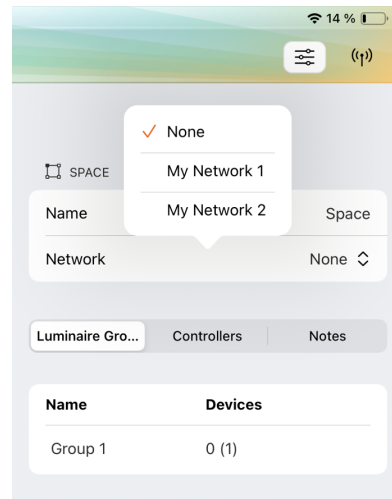 14 %
None
SPACE
My Network 1
Name
My Network 2
Space
Network
None
Luminaire Gro...
Controllers
Notes
Name Devices
Group 1 0 (1)